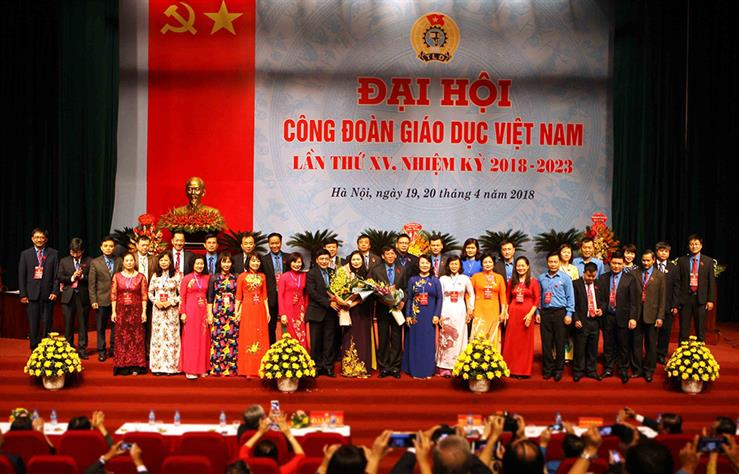 TLĐ
ĐẠI HỘI
CÔNG ĐOÀN GIÁO DỤC VIỆT NAM
LẦN THỨ XV, NHIỆM KỲ 2018-2023
Hà Nội, ngày 19, 20 tháng 4 năm 2018